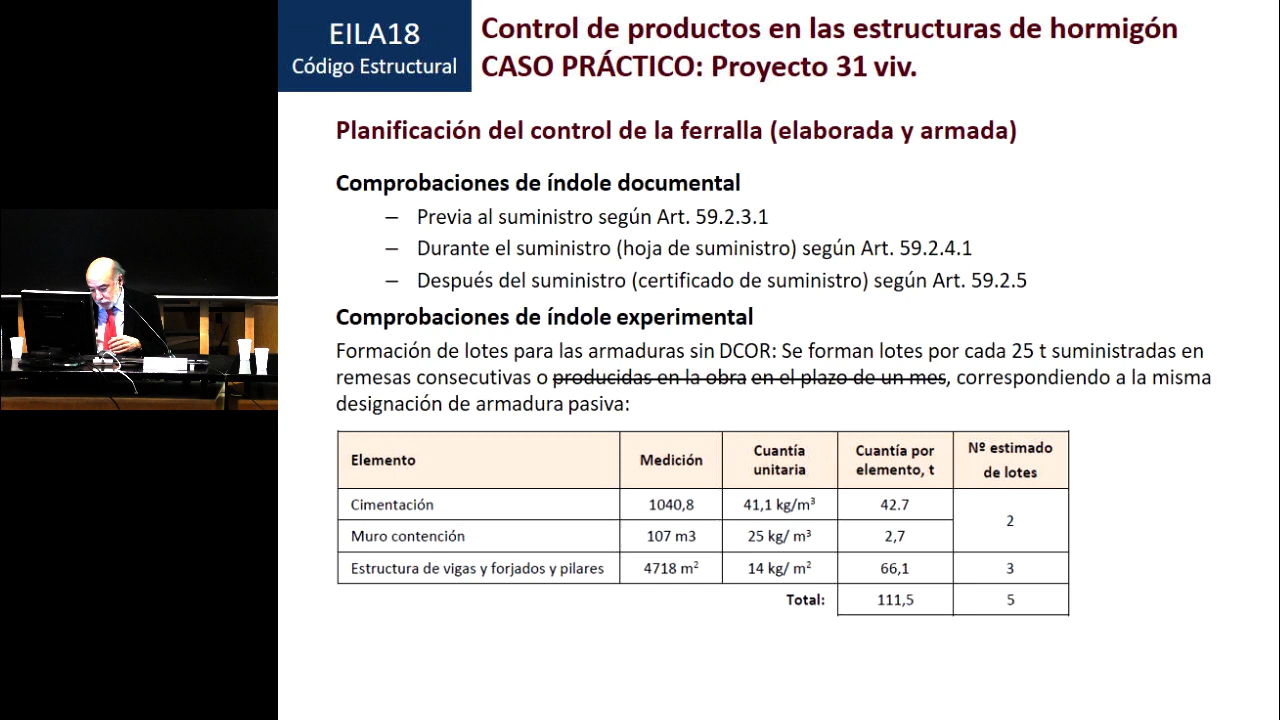 EILA18
Código Estructural
Control de productos en las estructuras de hormigón
CASO PRÁCTICO: Proyecto 31 viv.
Planificación del control de la ferralla (elaborada y armada)
Comprobaciones de índole documental
– Previa al suministro según Art. 59.2.3.1
– Durante el suministro (hoja de suministro) según Art. 59.2.4.1
– Después del suministro (certificado de suministro) según Art. 59.2.5
Comprobaciones de índole experimental
Formación de lotes para las armaduras sin DCOR: Se forman lotes por cada 25 t suministradas en
remesas consecutivas o producidas en la obra en el plazo de un mes, correspondiendo a la misma
designación de armadura pasiva:
Elemento Medición Cuantía unitaria Cuantía por elemento, t Nº estimado de lotes
Cimentación 1040,8 41,1 kg/m³ 42.7 2
Muro contención 107 m3 25 kg/ m³ 2,7
Estructura de vigas y forjados y pilares 4718 m² 14 kg/ m² 66,1 3
Total: 111,5 5